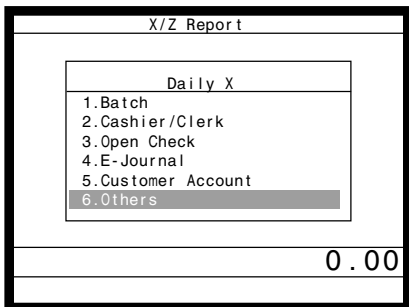 X/Z Report
Daily X
1.Batch
2.Cashier/Clerk
3.Open Check
4.E-Journal
5.Customer Account
6.Others
0.00